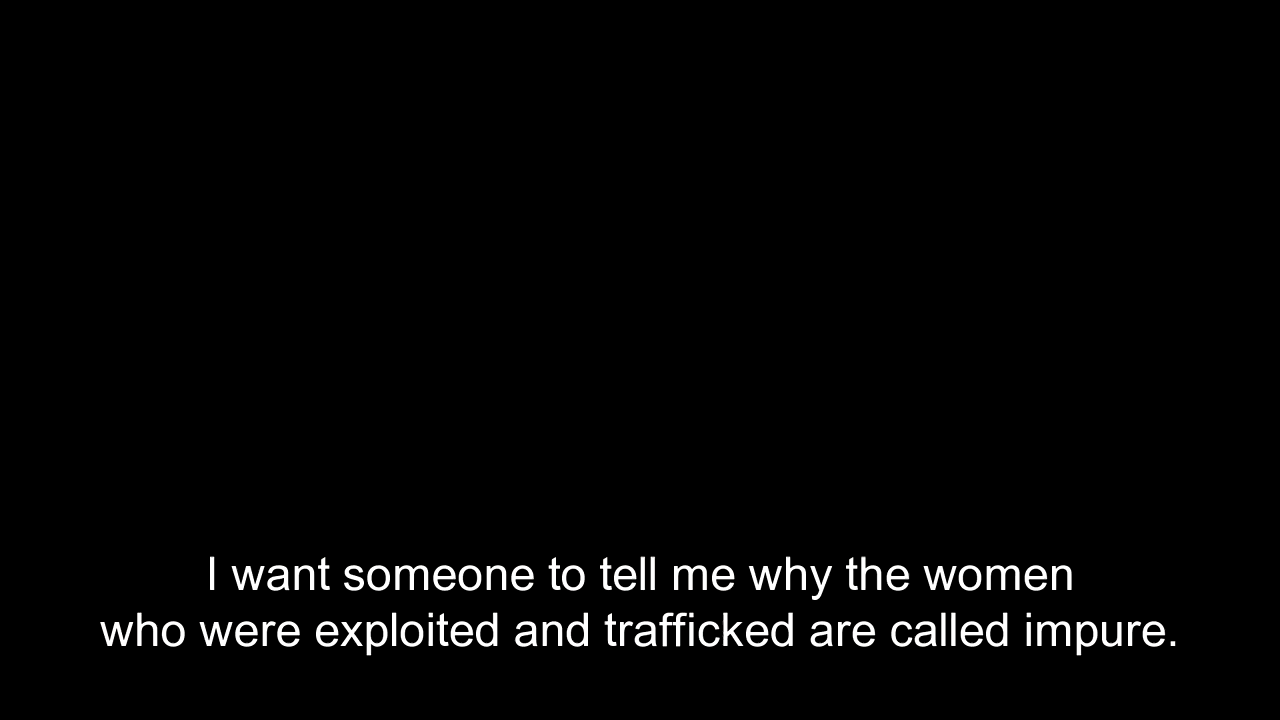 I want someone to tell me why the women
who were exploited and trafficked are called impure.